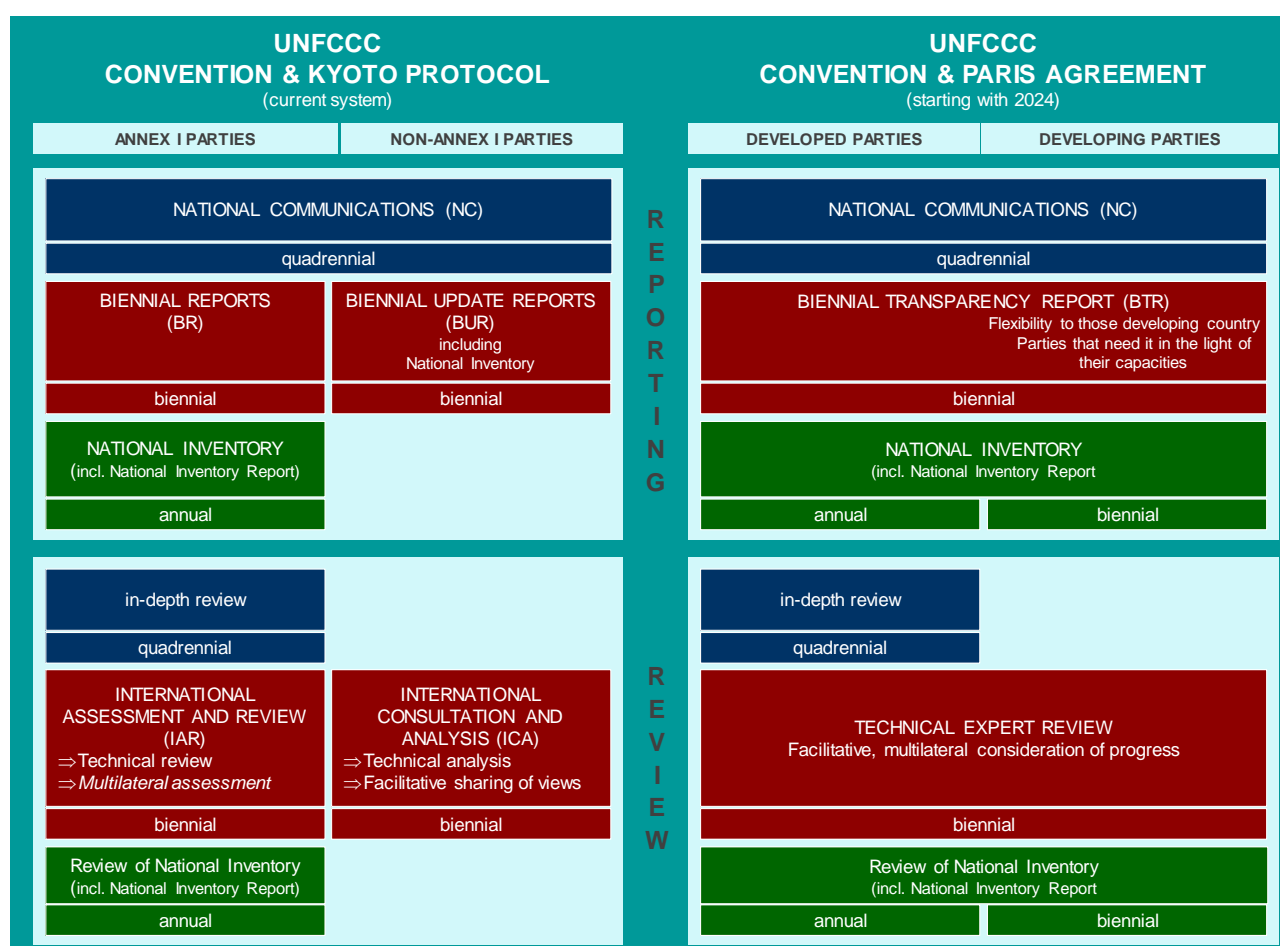 UNFCCC
CONVENTION & KYOTO PROTOCOL
(current system)
ANNEX I PARTIES
NON-ANNEX I PARTIES
NATIONAL COMMUNICATIONS (NC)
quadrennial
BIENNIAL REPORTS
(BR)
biennial
BIENNIAL UPDATE REPORTS
(BUR)
including
National Inventory
biennial
NATIONAL INVENTORY
(incl. National Inventory Report)
annual
in-depth review
quadrennial
INTERNATIONAL
ASSESSMENT AND REVIEW
(IAR)
⇒Technical review
⇒Multilateral assessment
biennial
INTERNATIONAL
CONSULTATION AND
ANALYSIS (ICA)
⇒Technical analysis
⇒Facilitative sharing of views
biennial
Review of National Inventory
(incl. National Inventory Report)
annual
REPORTING
REVIEW
UNFCCC
CONVENTION & PARIS AGREEMENT
(starting with 2024)
DEVELOPED PARTIES
DEVELOPING PARTIES
NATIONAL COMMUNICATIONS (NC)
quadrennial
BIENNIAL TRANSPARENCY REPORT (BTR)
Flexibility to those developing country
Parties that need it in the light of
their capacities
biennial
NATIONAL INVENTORY
(incl. National Inventory Report
annual
biennial
in-depth review
quadrennial
TECHNICAL EXPERT REVIEW
Facilitative, multilateral consideration of progress
biennial
Review of National Inventory
(incl. National Inventory Report
annual
biennial